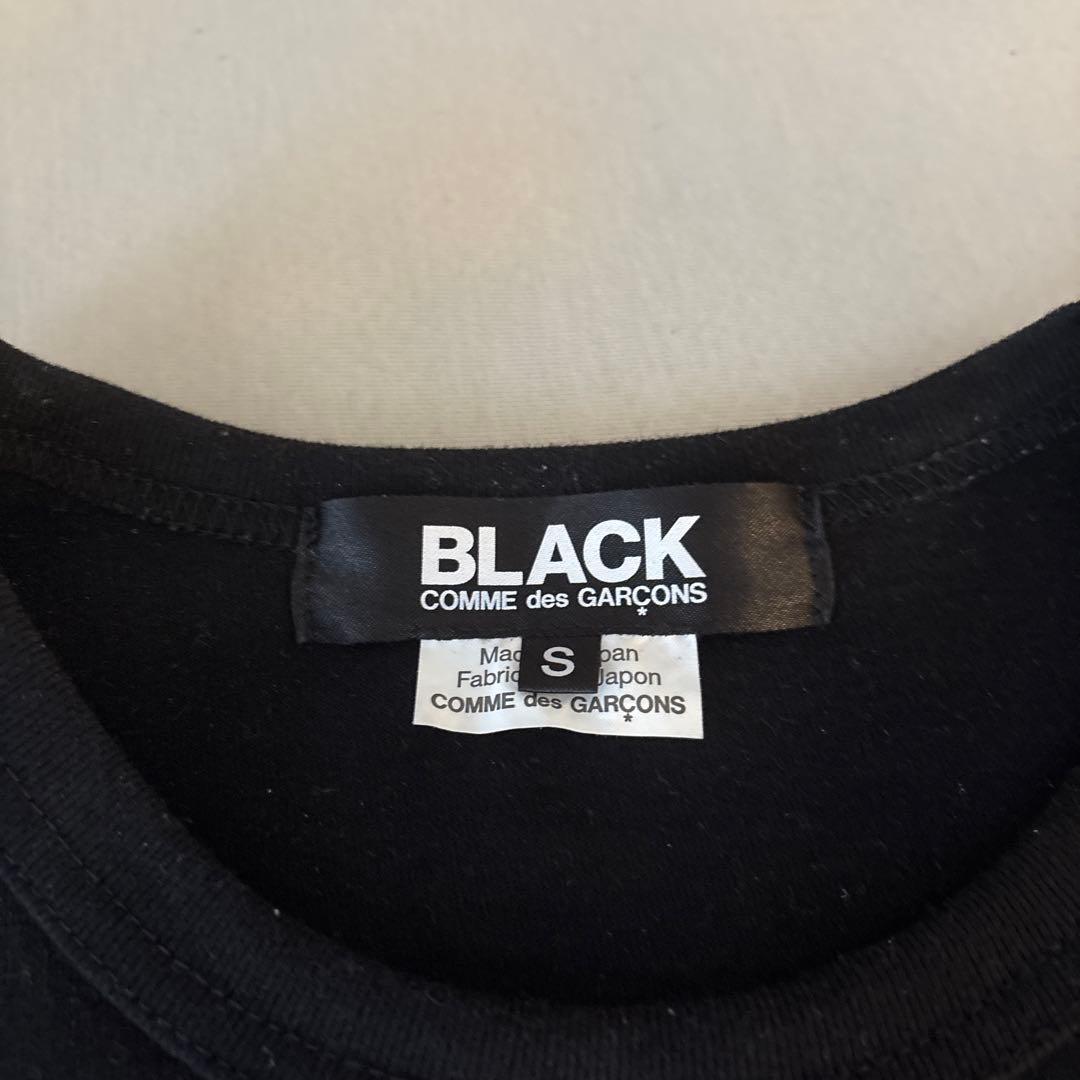 BLACK
COMME des GARÇONS
*
S
Japon
COMME des GARÇONS
*